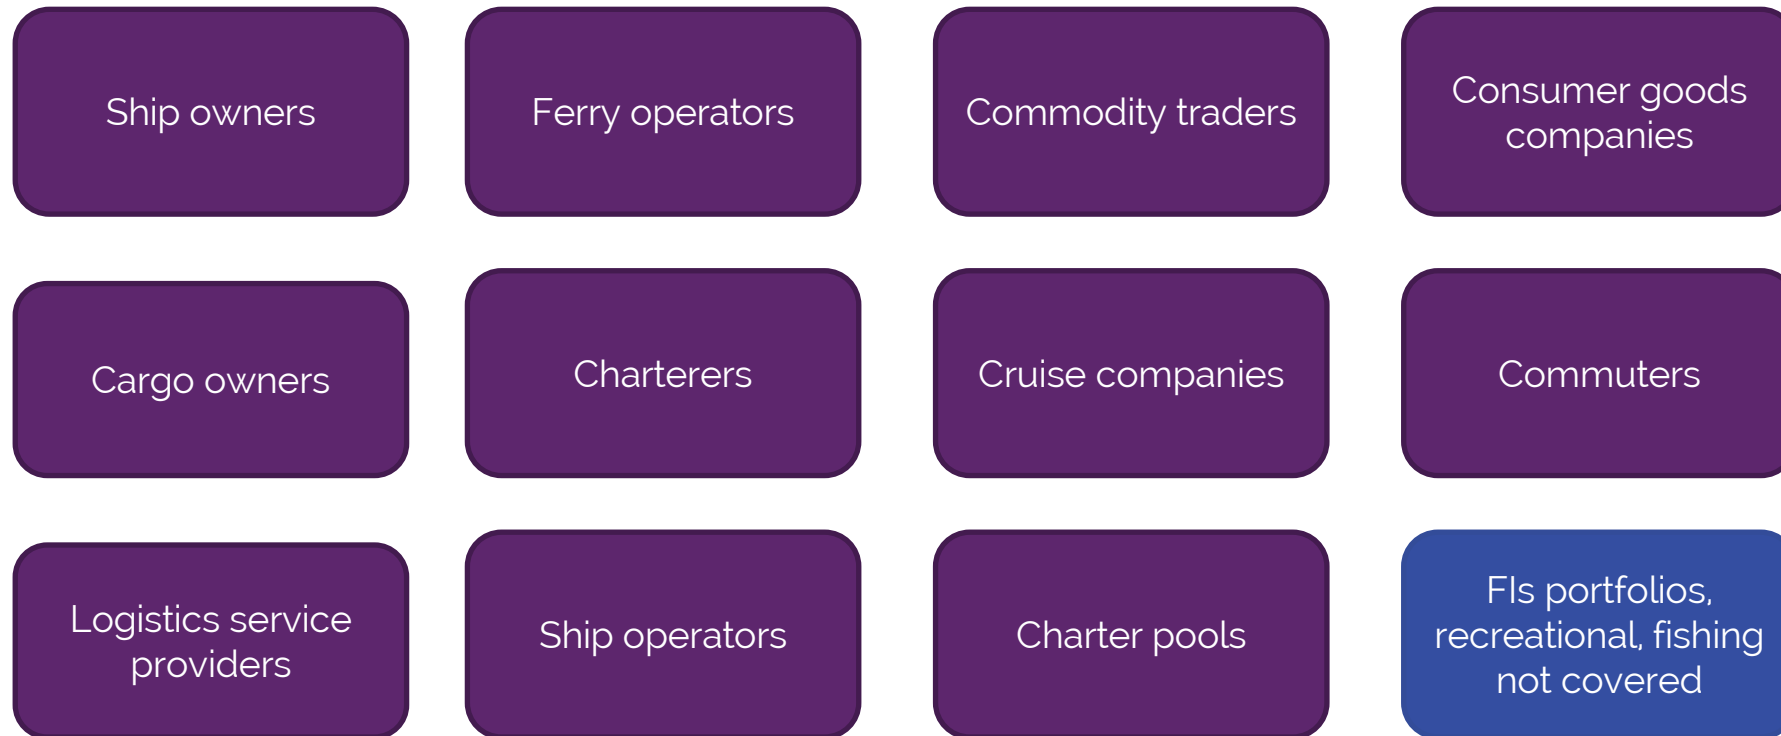 Ship owners
Ferry operators
Commodity traders
Consumer goods
companies
Cargo owners
Charterers
Cruise companies
Commuters
Logistics service
providers
Ship operators
Charter pools
FIs portfolios,
recreational, fishing
not covered